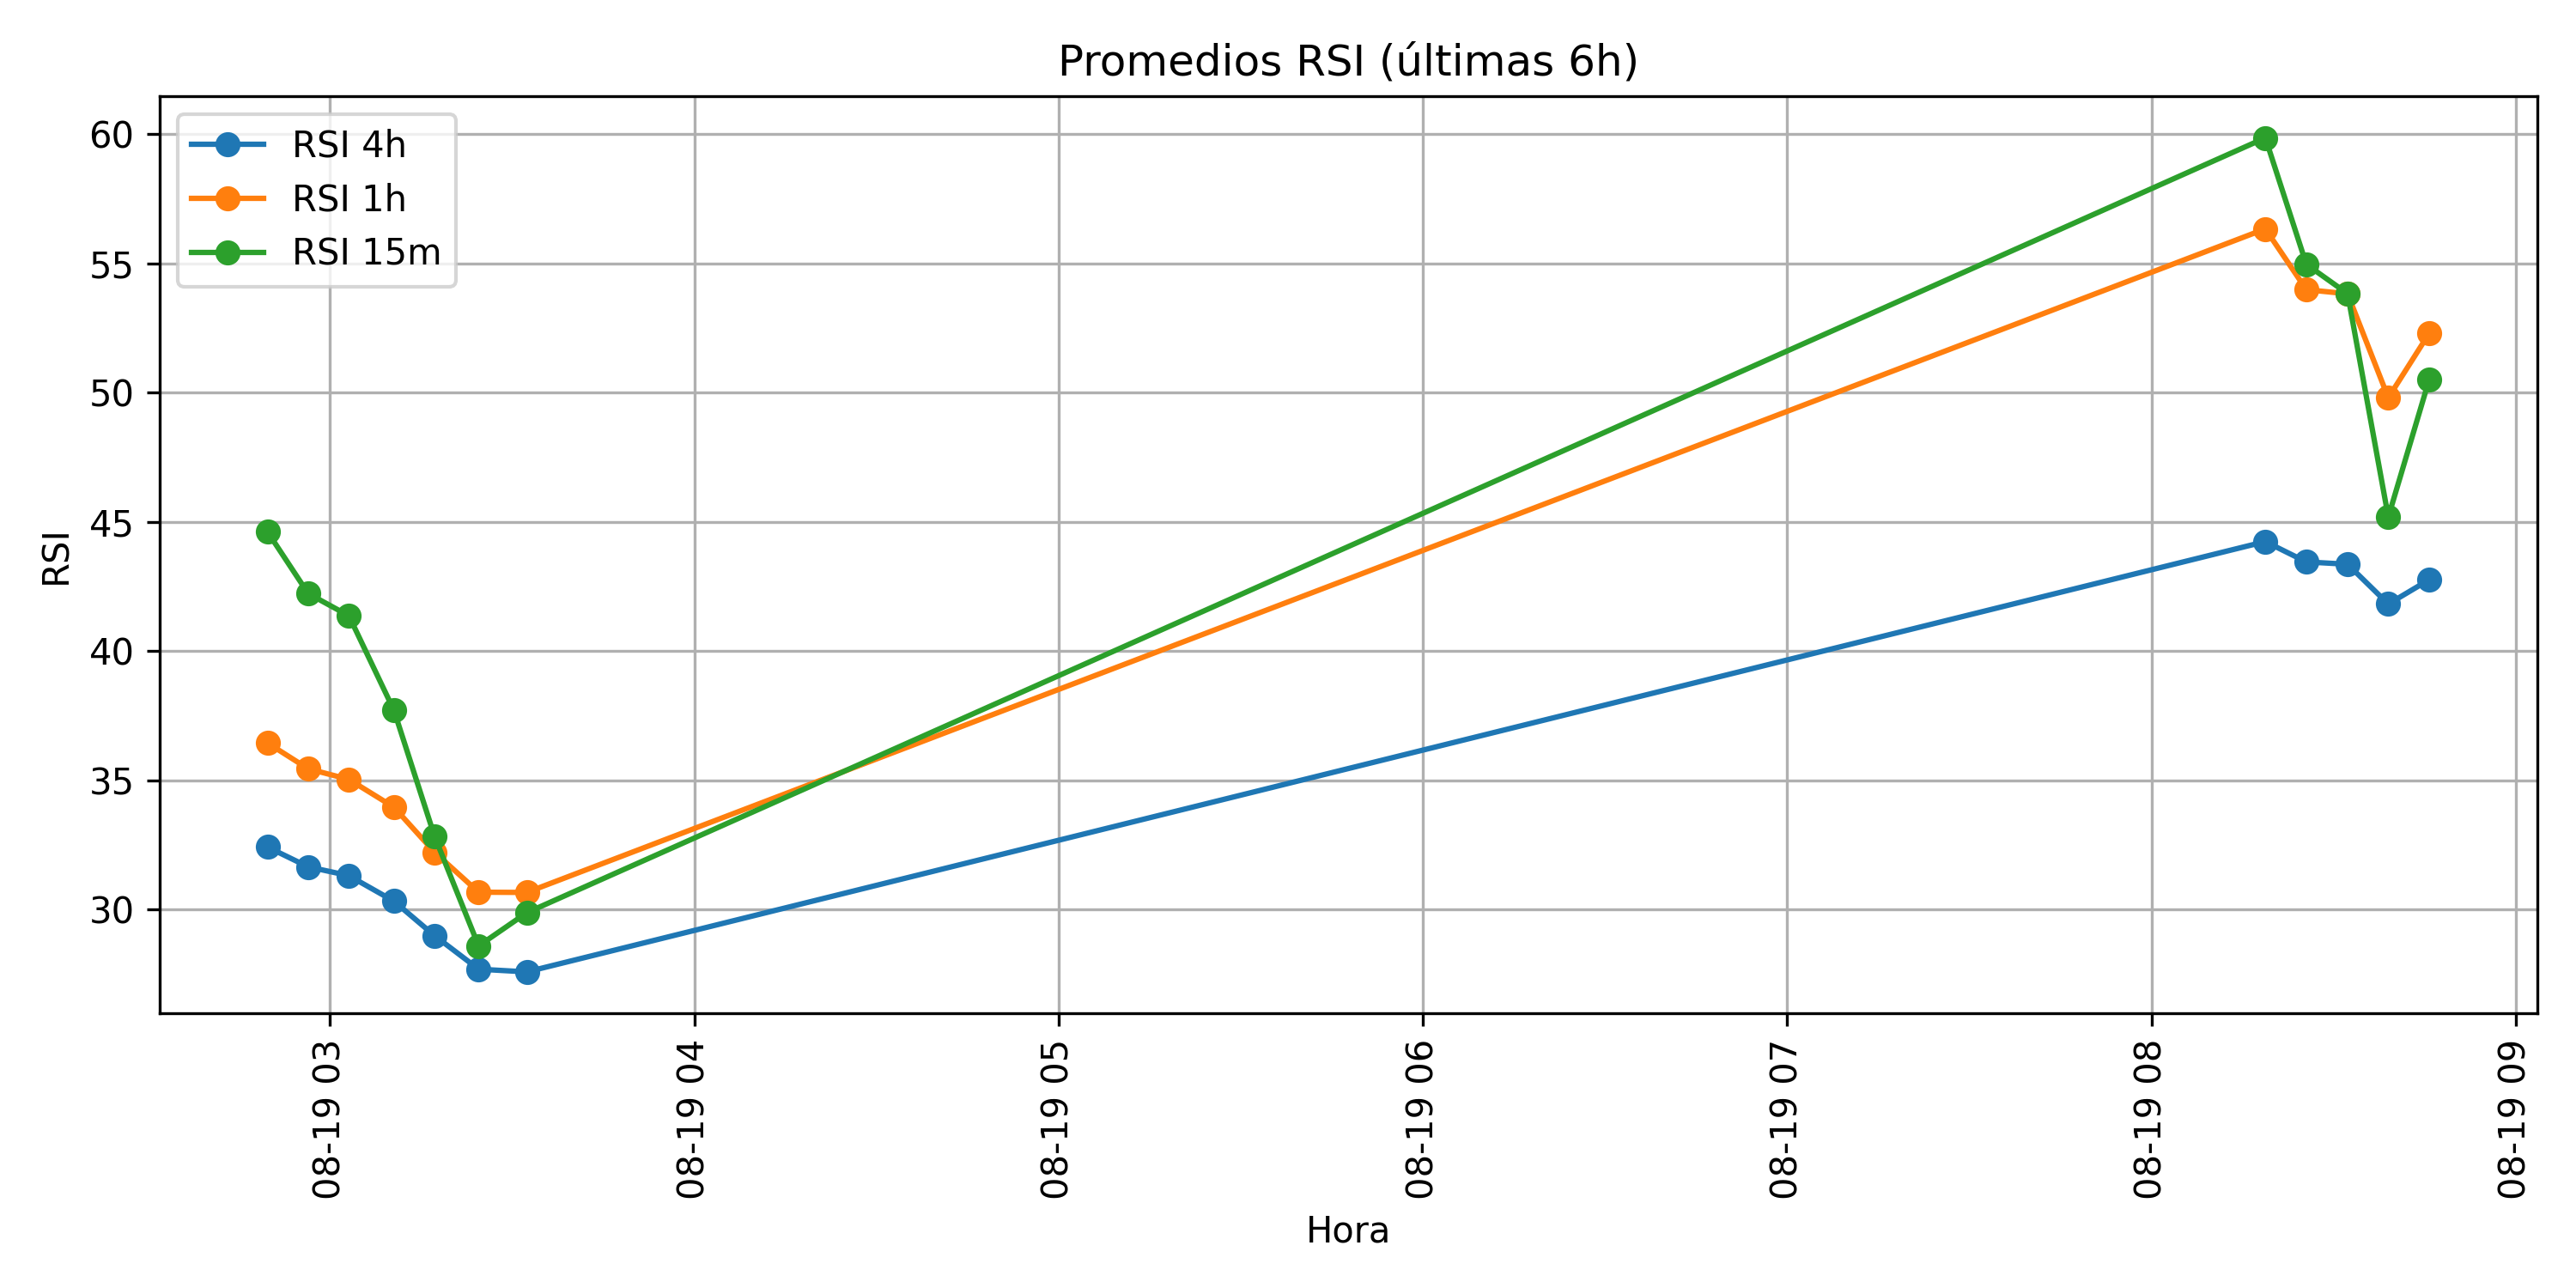 Promedios RSI (últimas 6h)
RSI 4h
RSI 1h
RSI 15m
RSI
60
55
50
45
40
35
30
08-19 03
08-19 04
08-19 05
08-19 06
08-19 07
08-19 08
08-19 09
Hora